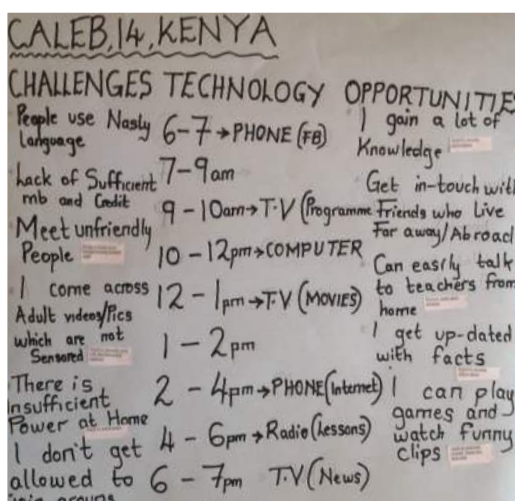 CALEB, 14, KENYA
CHALLENGES TECHNOLOGY OPPORTUNITIES
People use Nasty
Language
Lack of Sufficient
mb and Credit
Meet unfriendly
People
I come across
Adult videos/Pics
which are not
Sensored
There is
Insufficient
Power at Home
I don't get
allowed to
join groups
6-7 → PHONE (FB)
7-9am
9-10am → T.V (Programme
10-12pm → COMPUTER
12-1pm → T.V (MOVIES)
1-2pm
2-4pm → PHONE (Internet)
4-6pm → Radio (Lessons)
6-7pm T.V (News)
I gain a lot of
Knowledge
Get in-touch with
Friends who Live
Far away/Abroad
Can easily talk
to teachers from
home
I get up-dated
with facts
I can play
games and
watch funny
clips